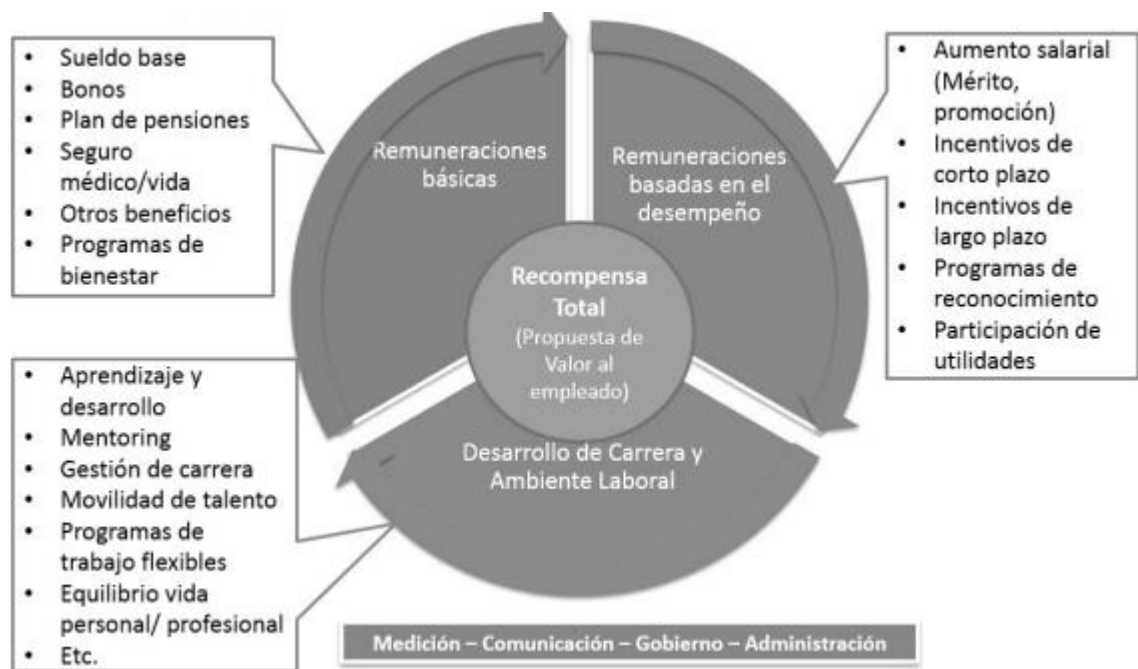 • Sueldo base
• Bonos
• Plan de pensiones
• Seguro
médico/vida
• Otros beneficios
• Programas de
bienestar
Remuneraciones
básicas
Remuneraciones
basadas en el
desempeño
• Aumento salarial
(Mérito,
promoción)
• Incentivos de
corto plazo
• Incentivos de
largo plazo
• Programas de
reconocimiento
• Participación de
utilidades
Recompensa
Total
(Propuesta de
Valor al
empleado)
• Aprendizaje y
desarrollo
• Mentoring
• Gestión de carrera
• Movilidad de talento
• Programas de
trabajo flexibles
• Equilibrio vida
personal/ profesional
• Etc.
Desarrollo de Carrera y
Ambiente Laboral
Medición – Comunicación – Gobierno – Administración